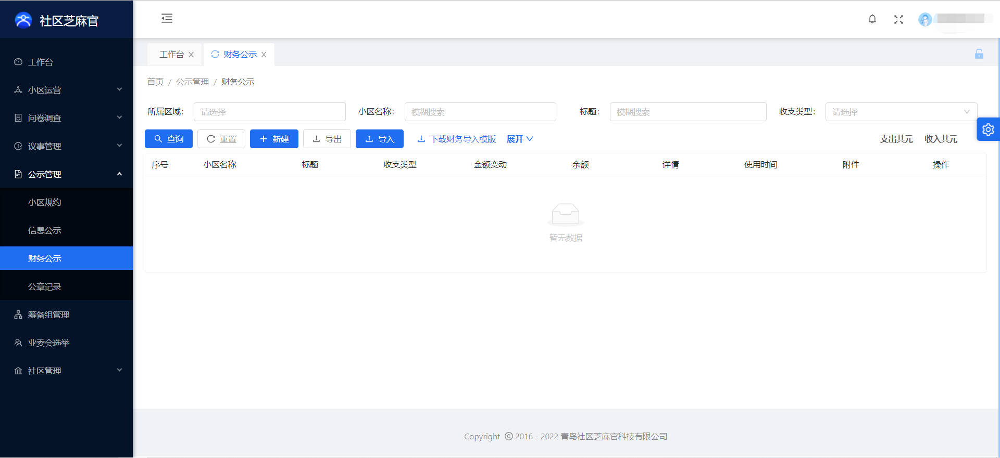 社区芝麻官
工作台
小区运营
问卷调查
议事管理
公示管理
小区规约
信息公示
财务公示
公章记录
筹备组管理
业委会选举
社区管理
工作台 财务公示
首页 / 公示管理 / 财务公示
所属区域: 请选择 小区名称: 模糊搜索 标题: 模糊搜索 收支类型: 请选择
查询 重置 新建 导出 导入 下载财务导入模版 展开 支出共元 收入共元
序号 小区名称 标题 收支类型 金额变动 余额 详情 使用时间 附件 操作
暂无数据
Copyright © 2016 - 2022 青岛社区芝麻官科技有限公司